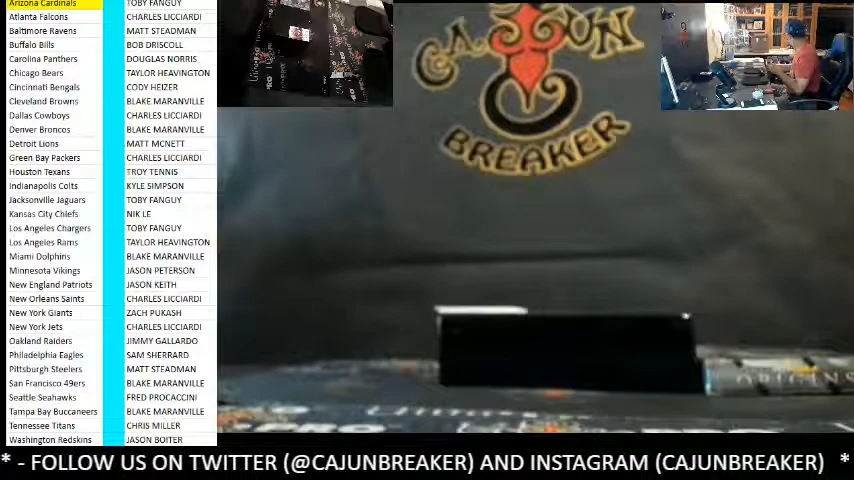 Arizona Cardinals TOBY FANGUY
Atlanta Falcons CHARLES LICCIARDI
Baltimore Ravens MATT STEADMAN
Buffalo Bills BOB DRISCOLL
Carolina Panthers DOUGLAS NORRIS
Chicago Bears TAYLOR HEAVINGTON
Cincinnati Bengals CODY HEIZER
Cleveland Browns BLAKE MARANVILLE
Dallas Cowboys CHARLES LICCIARDI
Denver Broncos BLAKE MARANVILLE
Detroit Lions MATT MCNETT
Green Bay Packers CHARLES LICCIARDI
Houston Texans TROY TENNIS
Indianapolis Colts KYLE SIMPSON
Jacksonville Jaguars TOBY FANGUY
Kansas City Chiefs NIK LE
Los Angeles Chargers TOBY FANGUY
Los Angeles Rams TAYLOR HEAVINGTON
Miami Dolphins BLAKE MARANVILLE
Minnesota Vikings JASON PETERSON
New England Patriots JASON KEITH
New Orleans Saints CHARLES LICCIARDI
New York Giants ZACH PUKASH
New York Jets CHARLES LICCIARDI
Oakland Raiders JIMMY GALLARDO
Philadelphia Eagles SAM SHERRARD
Pittsburgh Steelers MATT STEADMAN
San Francisco 49ers BLAKE MARANVILLE
Seattle Seahawks FRED PROCACCINI
Tampa Bay Buccaneers BLAKE MARANVILLE
Tennessee Titans CHRIS MILLER
Washington Redskins JASON BOITER
CAJUN
BREAKER
ORIGINS
* - FOLLOW US ON TWITTER (@CAJUNBREAKER) AND INSTAGRAM (CAJUNBREAKER) *